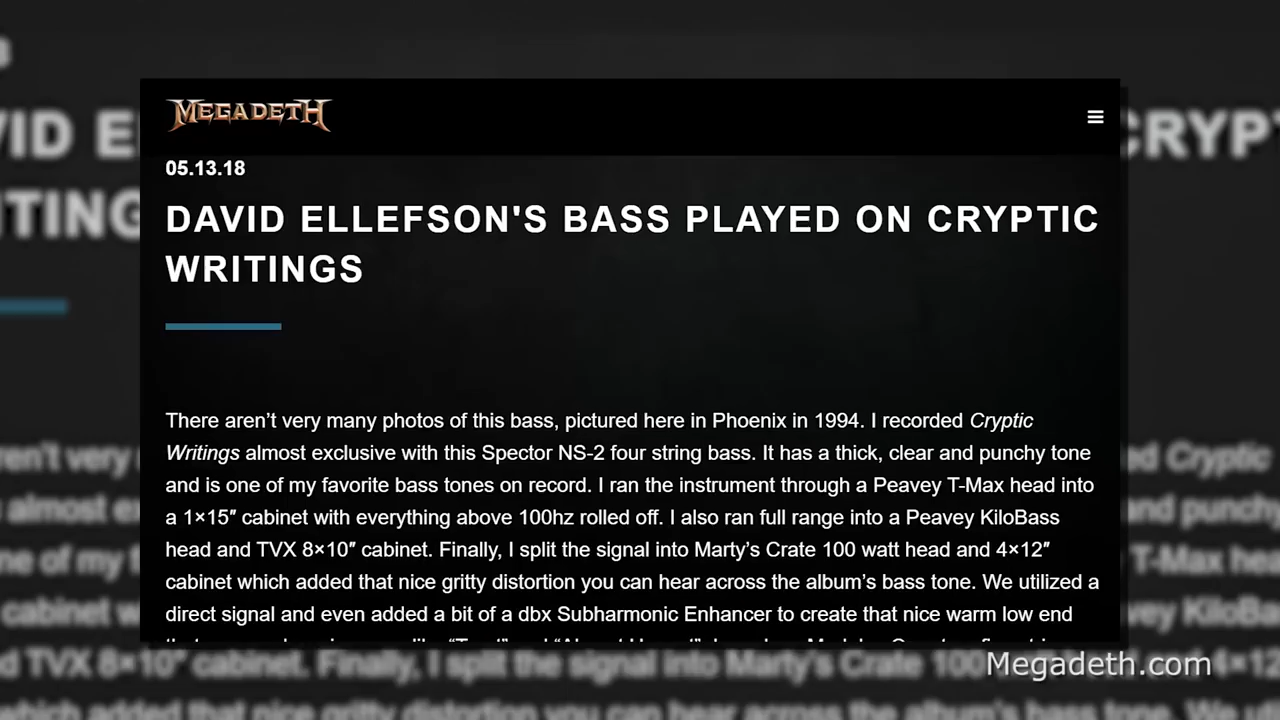 MEGADETH
05.13.18
DAVID ELLEFSON'S BASS PLAYED ON CRYPTIC
WRITINGS
There aren’t very many photos of this bass, pictured here in Phoenix in 1994. I recorded Cryptic
Writings almost exclusive with this Spector NS-2 four string bass. It has a thick, clear and punchy tone
and is one of my favorite bass tones on record. I ran the instrument through a Peavey T-Max head into
a 1×15″ cabinet with everything above 100hz rolled off. I also ran full range into a Peavey KiloBass
head and TVX 8×10″ cabinet. Finally, I split the signal into Marty’s Crate 100 watt head and 4×12″
cabinet which added that nice gritty distortion you can hear across the album’s bass tone. We utilized a
direct signal and even added a bit of a dbx Subharmonic Enhancer to create that nice warm low end
Megadeth.com